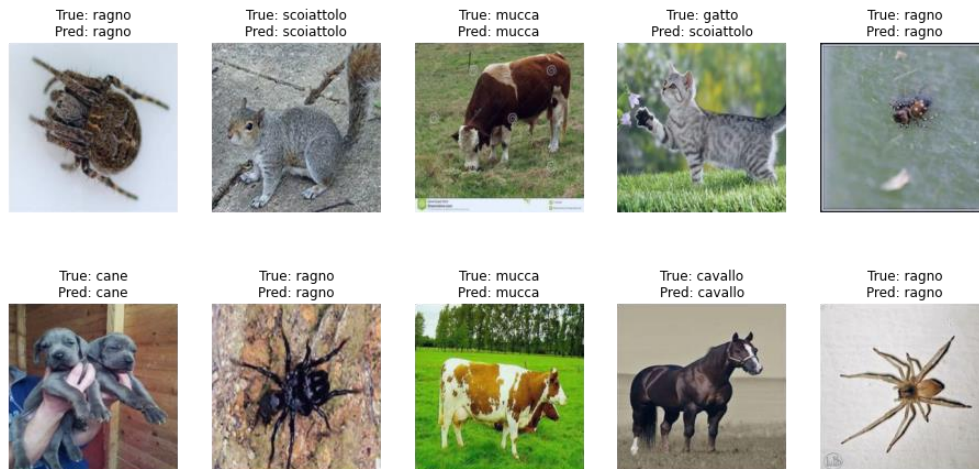 True: ragno
Pred: ragno
True: scoiattolo
Pred: scoiattolo
True: mucca
Pred: mucca
True: gatto
Pred: scoiattolo
True: ragno
Pred: ragno
True: cane
Pred: cane
True: ragno
Pred: ragno
True: mucca
Pred: mucca
True: cavallo
Pred: cavallo
True: ragno
Pred: ragno